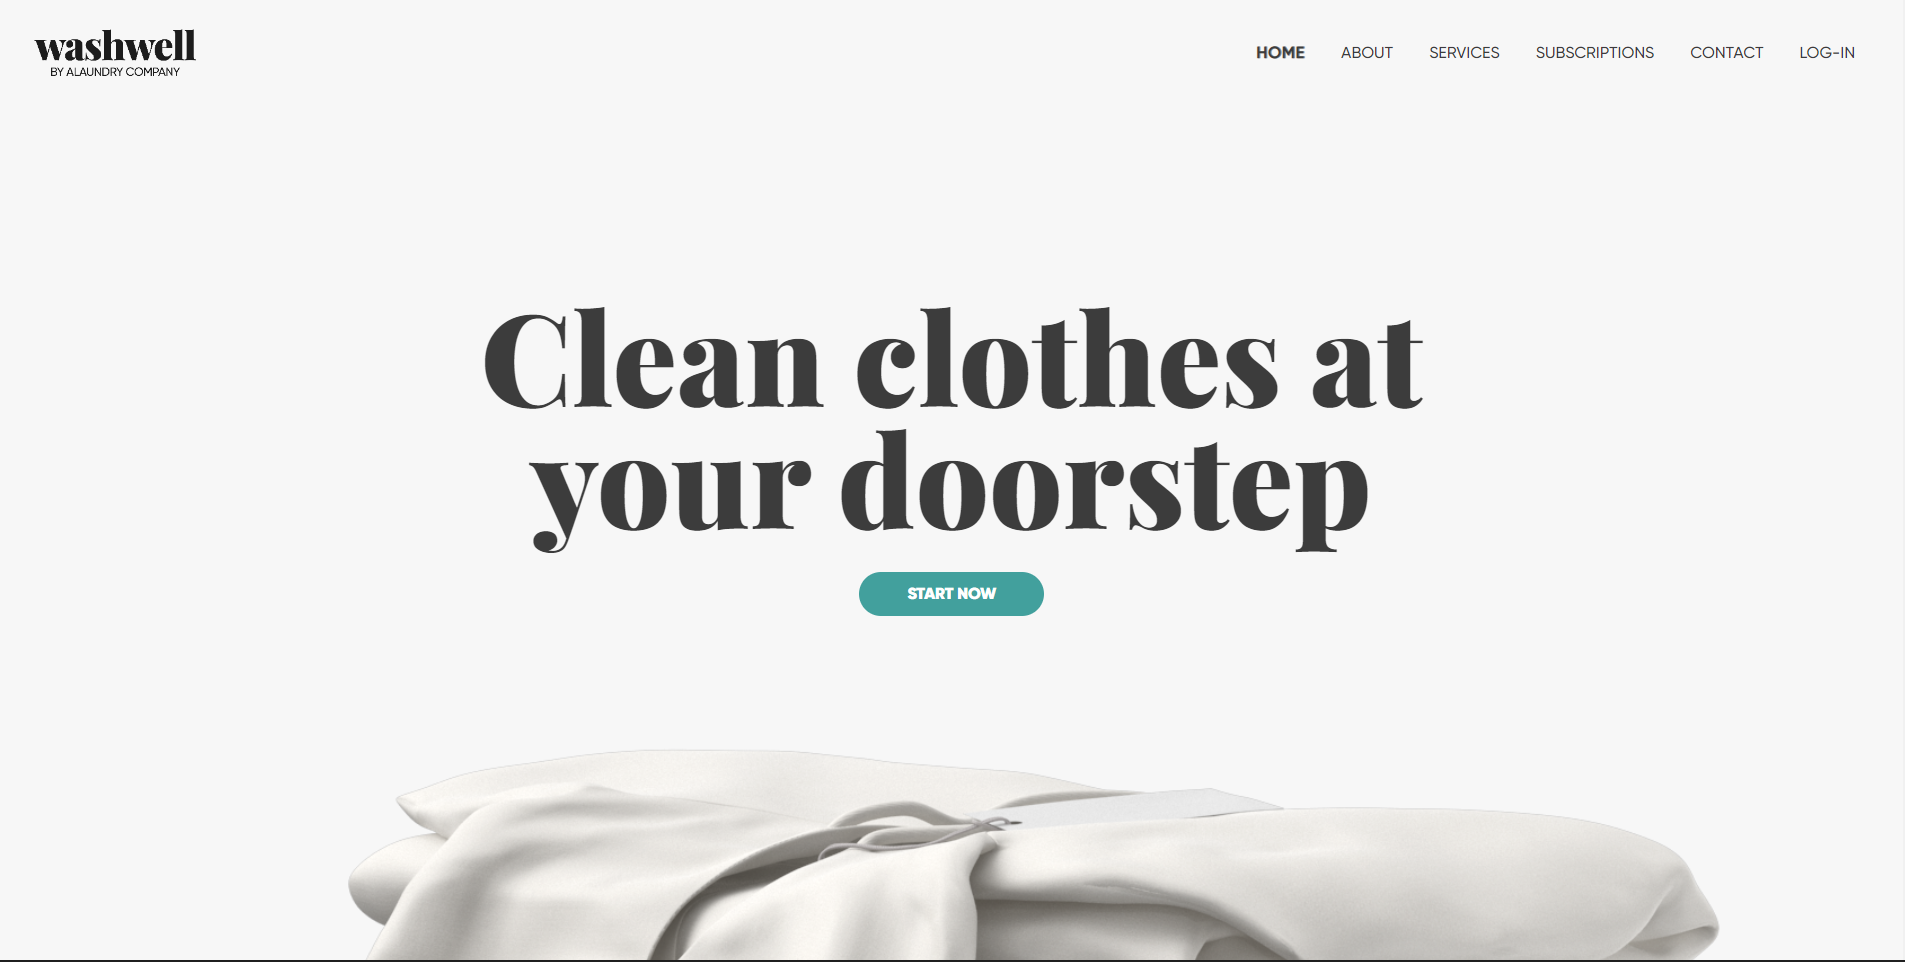 washwell
BY ALAUNDRY COMPANY
HOME ABOUT SERVICES SUBSCRIPTIONS CONTACT LOG-IN
Clean clothes at
your doorstep
START NOW